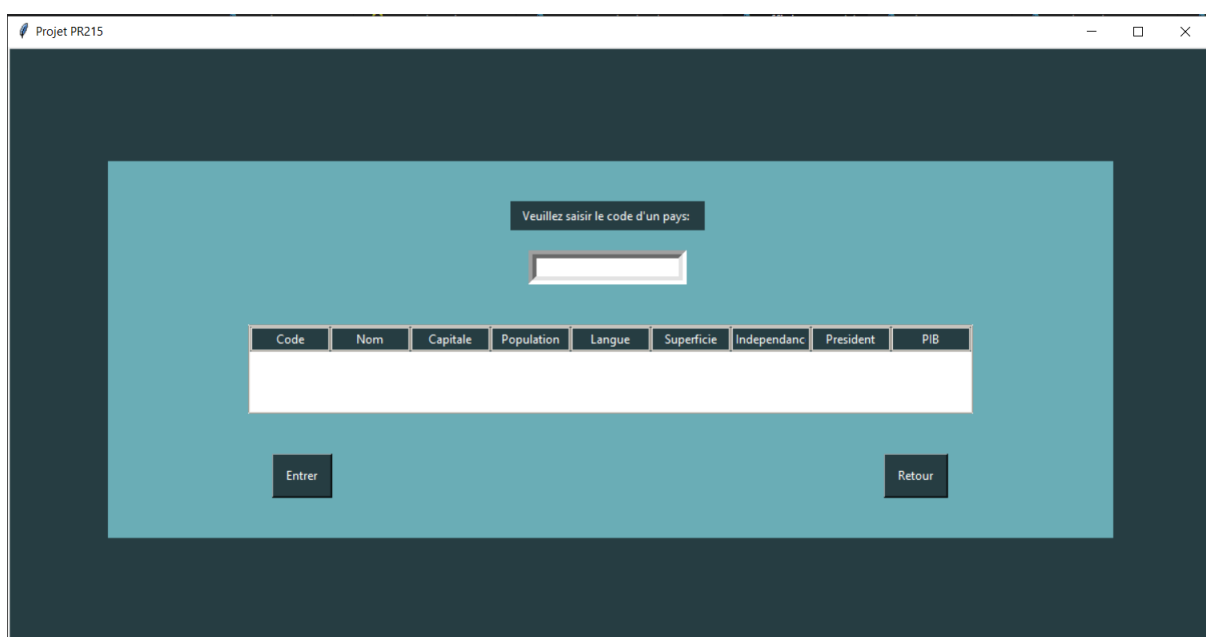 Projet PR215
Veuillez saisir le code d'un pays:
Code Nom Capitale Population Langue Superficie Independanc President PIB
Entrer Retour